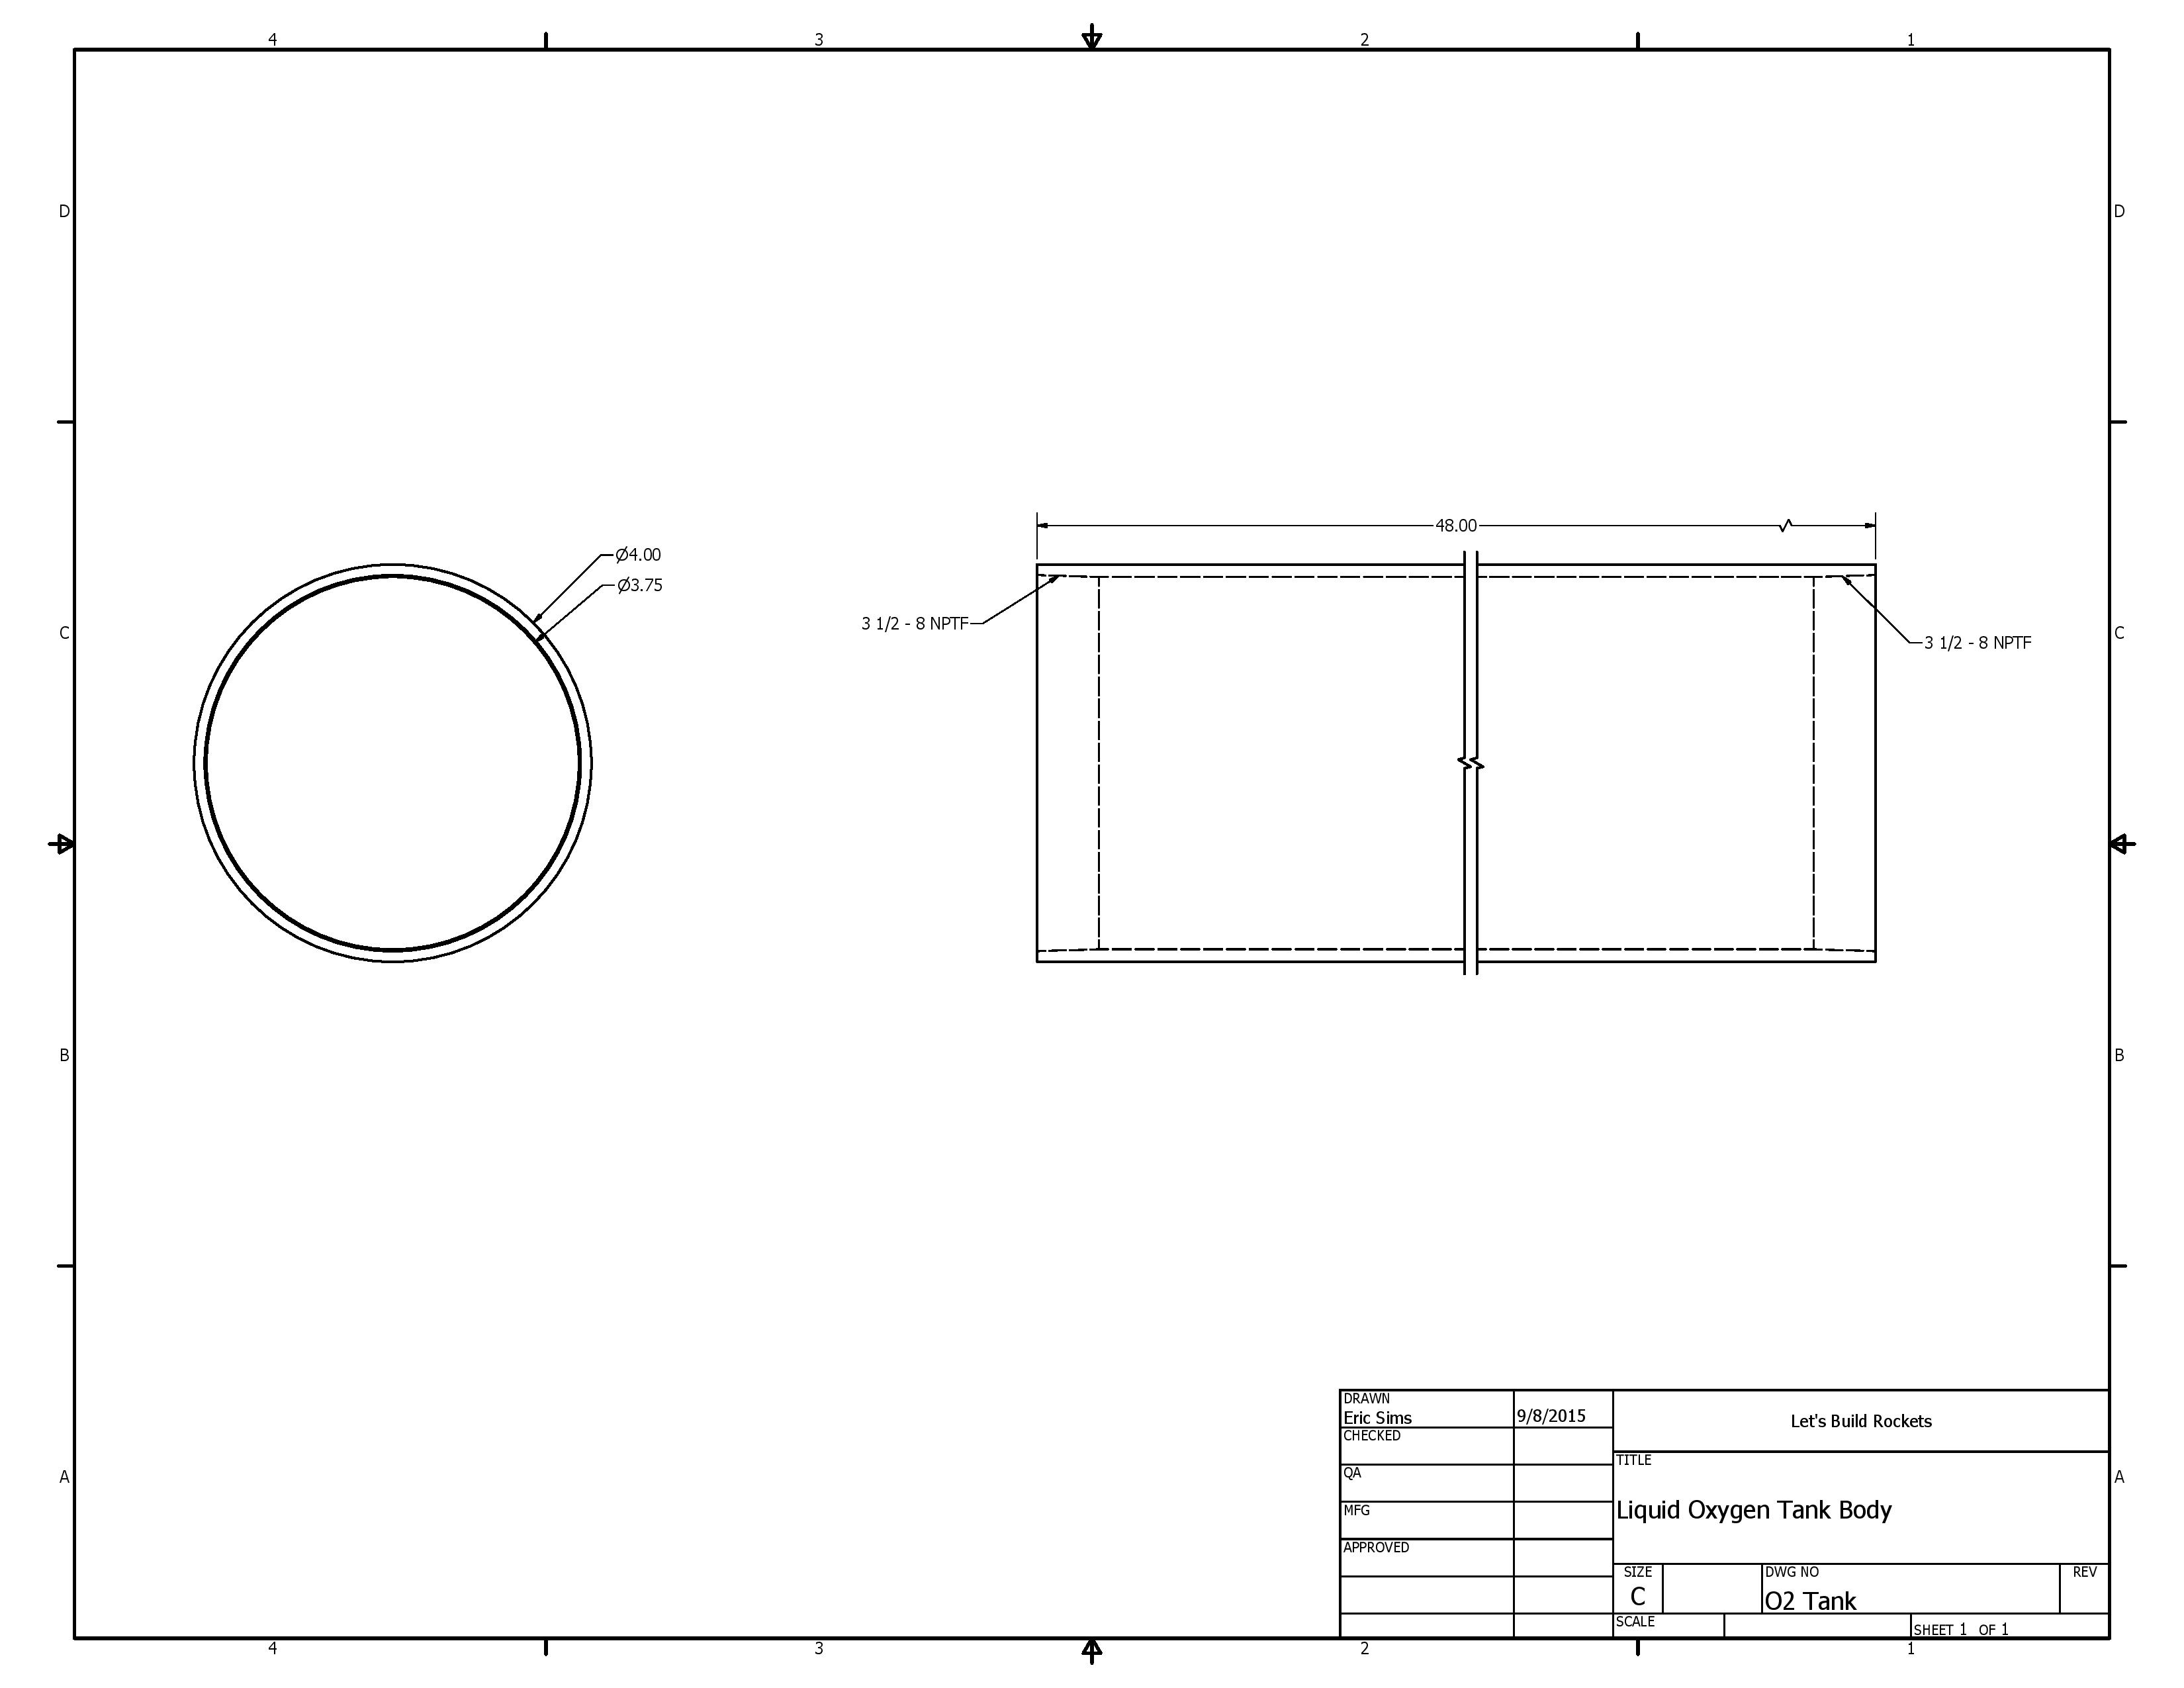 4 3 2 1
D D
Ø4.00
Ø3.75
48.00
3 1/2 - 8 NPTF
3 1/2 - 8 NPTF
C C
B B
A A
DRAWN
Eric Sims 9/8/2015
CHECKED
QA
MFG
APPROVED
Let's Build Rockets
TITLE
Liquid Oxygen Tank Body
SIZE
C
DWG NO
O2 Tank
REV
SCALE
SHEET 1 OF 1
4 3 2 1